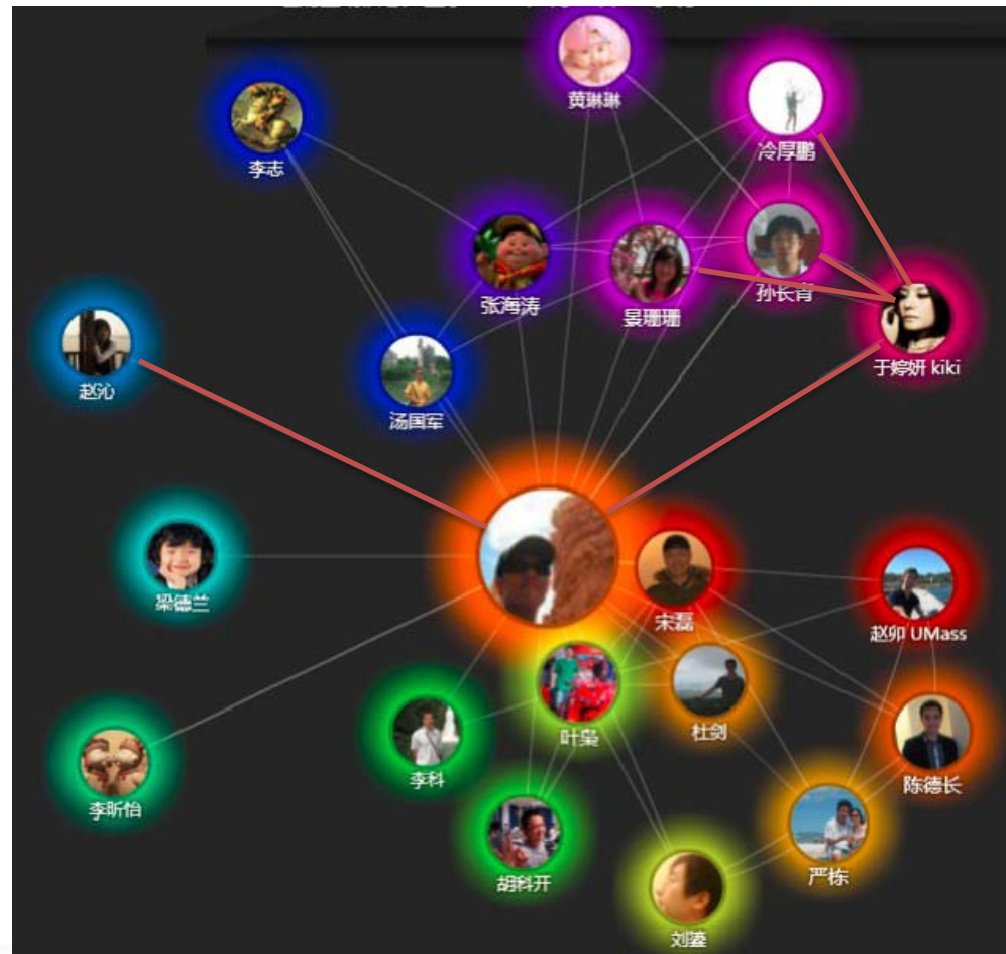 黄琳琳
冷厚鹏
李志
张海涛
景珊珊
孙长青
于婷妍 kiki
赵沁
汤国军
梁德兰
宋磊
赵卯 UMass
叶枭
杜剑
李科
陈德长
李昕怡
胡科开
严栋
刘鎏